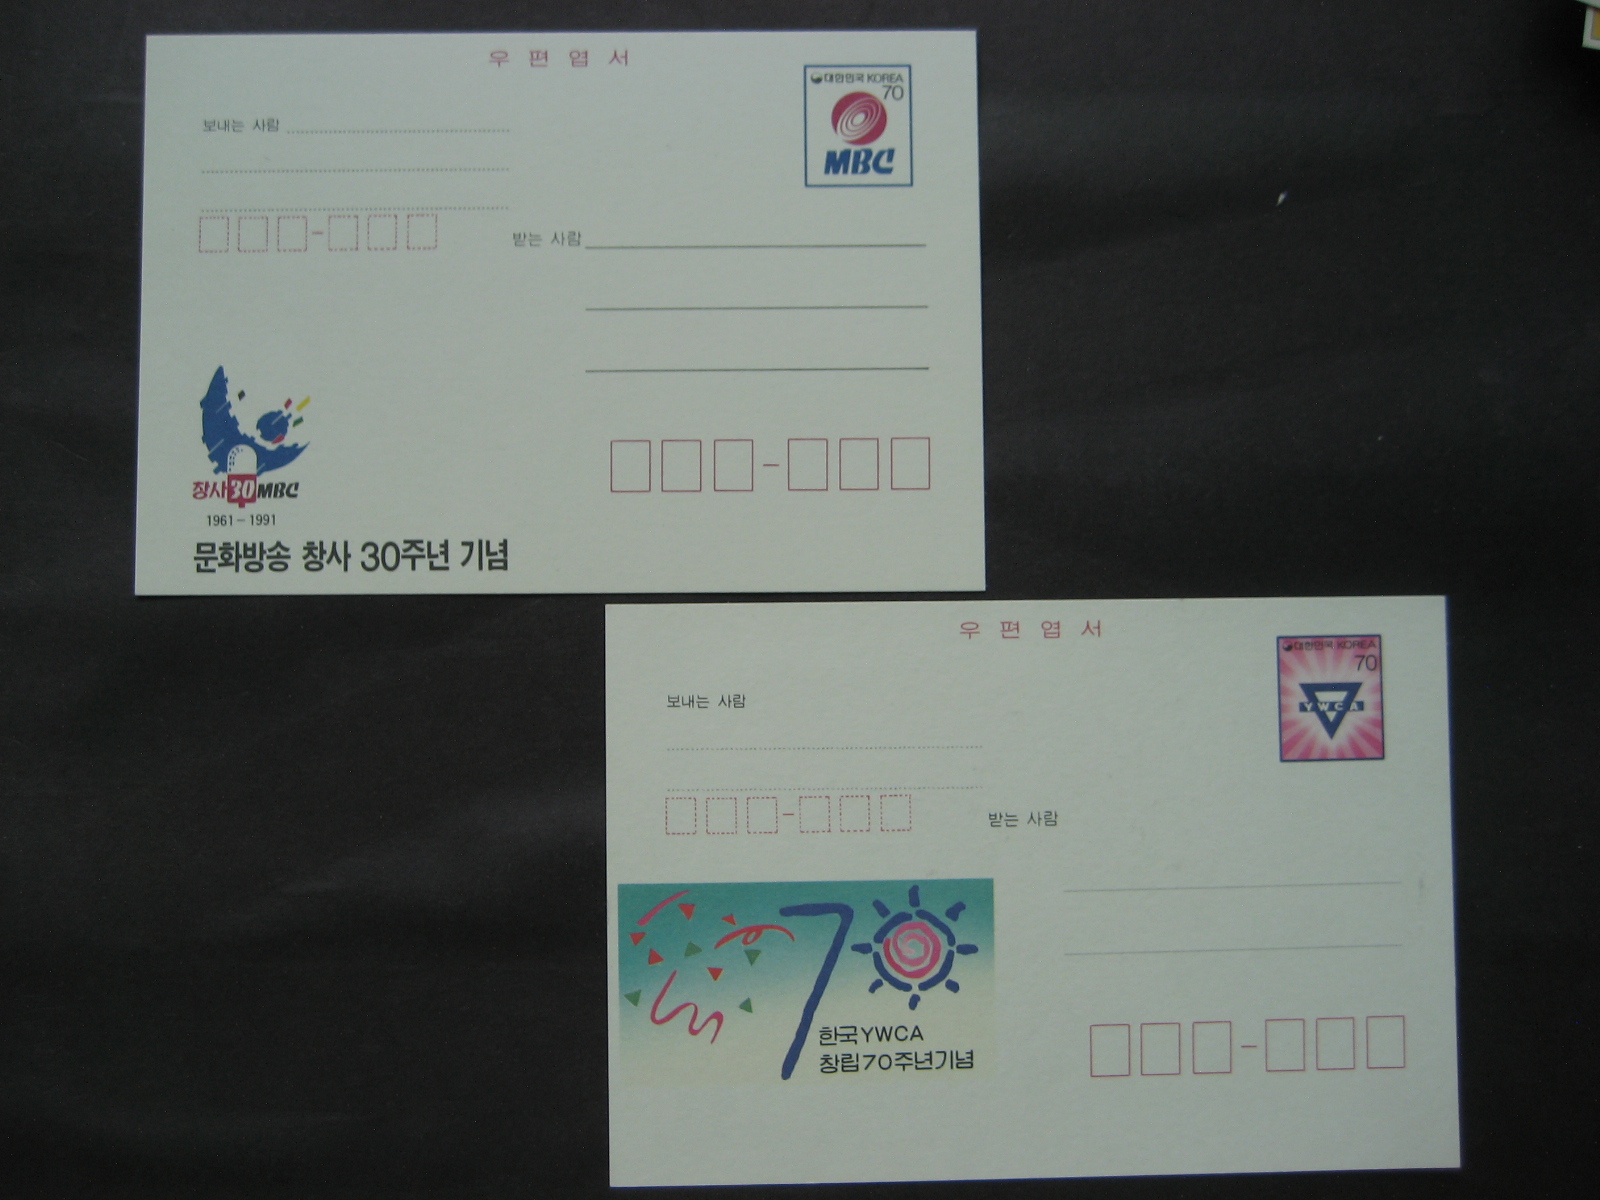 우 편 엽 서
대한민국 KOREA
70
MBC
보내는 사람
받는 사람
창사30MBC
1961-1991
문화방송 창사 30주년 기념
우 편 엽 서
대한민국 KOREA
70
YWCA
보내는 사람
받는 사람
70
한국YWCA
창립70주년기념